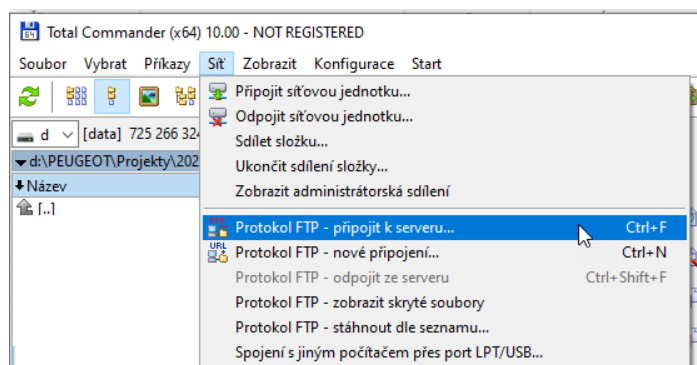 Total Commander (x64) 10.00 - NOT REGISTERED
Soubor Vybrat Příkazy Síť Zobrazit Konfigurace Start
Připojit síťovou jednotku...
d [data] 725 266 324
Odpojit síťovou jednotku...
Sdílet složku...
d:\PEUGEOT\Projekty\202
Ukončit sdílení složky...
Název
Zobrazit administrátorská sdílení
[..]
FTP Protokol FTP - připojit k serveru... Ctrl+F
URL Protokol FTP - nové připojení... Ctrl+N
Protokol FTP - odpojit ze serveru Ctrl+Shift+F
Protokol FTP - zobrazit skryté soubory
Protokol FTP - stáhnout dle seznamu...
Spojení s jiným počítačem přes port LPT/USB...